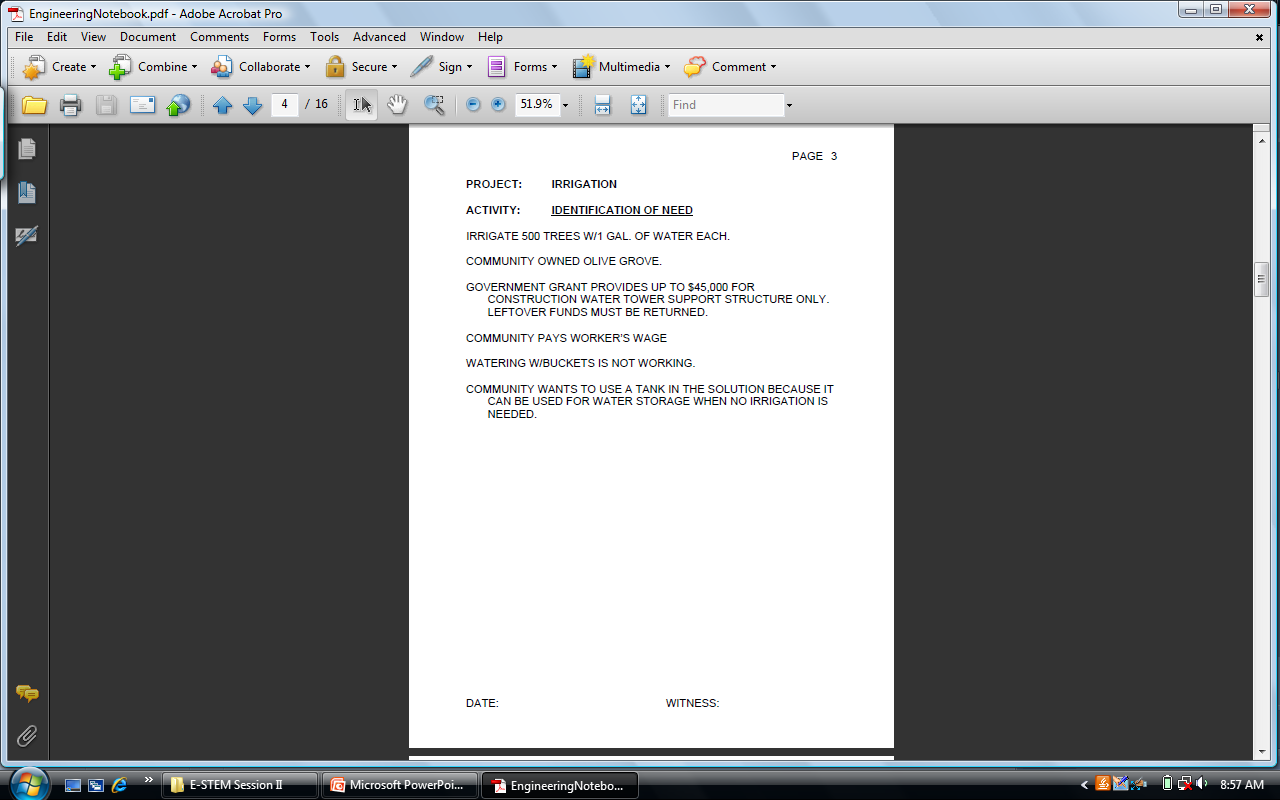 EngineeringNotebook.pdf - Adobe Acrobat Pro
File Edit View Document Comments Forms Tools Advanced Window Help
Create Combine Collaborate Secure Sign Forms Multimedia Comment
4 / 16 51.9% Find
PAGE 3
PROJECT: IRRIGATION
ACTIVITY: IDENTIFICATION OF NEED
IRRIGATE 500 TREES W/1 GAL. OF WATER EACH.
COMMUNITY OWNED OLIVE GROVE.
GOVERNMENT GRANT PROVIDES UP TO $45,000 FOR
CONSTRUCTION WATER TOWER SUPPORT STRUCTURE ONLY.
LEFTOVER FUNDS MUST BE RETURNED.
COMMUNITY PAYS WORKER'S WAGE
WATERING W/BUCKETS IS NOT WORKING.
COMMUNITY WANTS TO USE A TANK IN THE SOLUTION BECAUSE IT
CAN BE USED FOR WATER STORAGE WHEN NO IRRIGATION IS
NEEDED.
DATE: WITNESS:
E-STEM Session II Microsoft PowerPoi... EngineeringNotebo... 8:57 AM